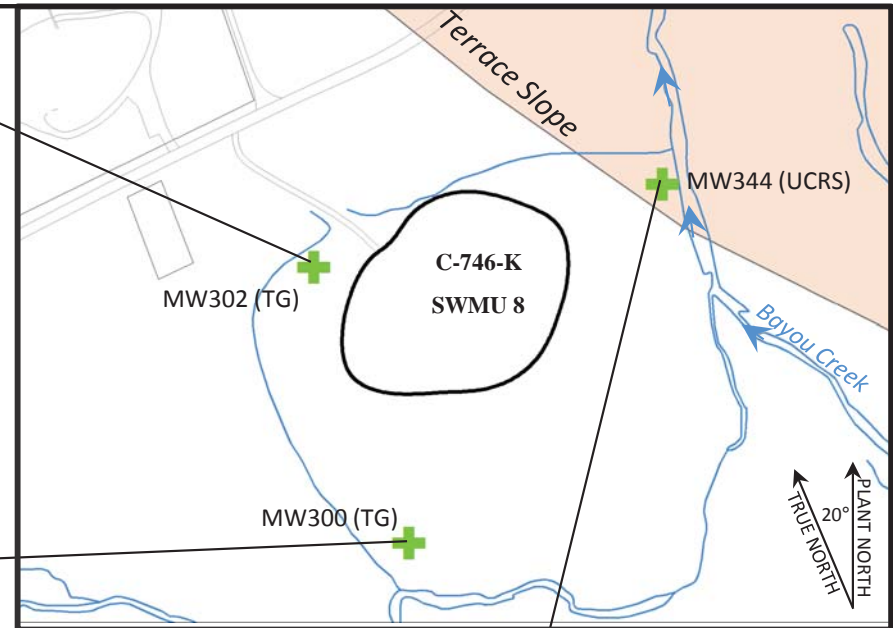 Terrace Slope
MW344 (UCRS)
C-746-K
SWMU 8
MW302 (TG)
Bayou Creek
MW300 (TG)
TRUE NORTH
20°
PLANT NORTH